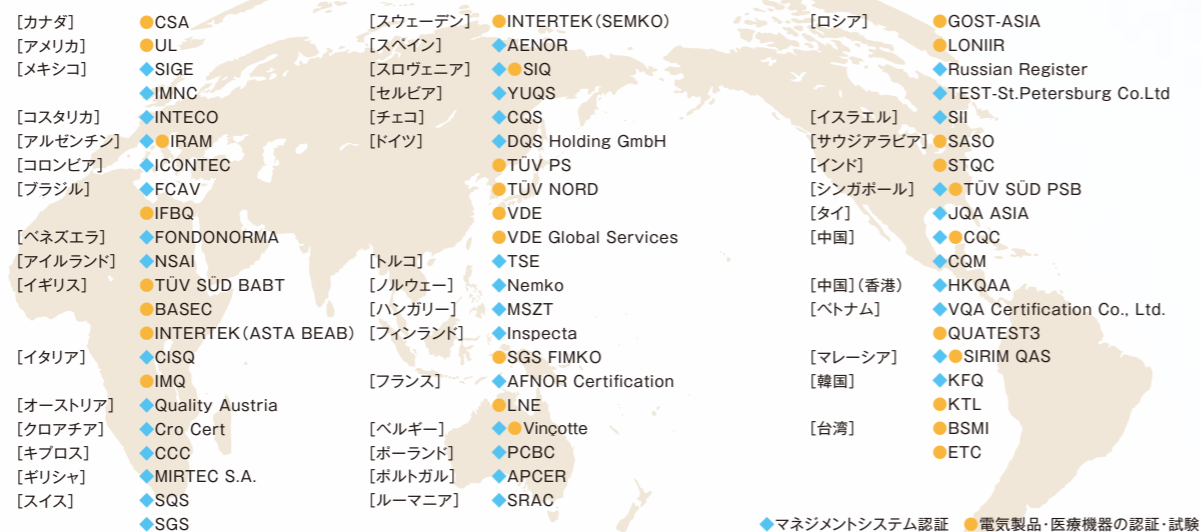 [カナダ] ●CSA
[アメリカ] ●UL
[メキシコ] ◆SIGE
◆IMNC
[コスタリカ] ◆INTECO
[アルゼンチン] ◆●IRAM
[コロンビア] ◆ICONTEC
[ブラジル] ◆FCAV
●IFBQ
[ベネズエラ] ◆FONDONORMA
[アイルランド] ◆NSAI
[イギリス] ●TÜV SÜD BABT
●BASEC
●INTERTEK(ASTA BEAB)
[イタリア] ◆CISQ
●IMQ
[オーストリア] ◆Quality Austria
[クロアチア] ◆Cro Cert
[キプロス] ◆CCC
[ギリシャ] ◆MIRTEC S.A.
[スイス] ◆SQS
◆SGS
[スウェーデン] ●INTERTEK(SEMKO)
[スペイン] ◆AENOR
[スロヴェニア] ◆●SIQ
[セルビア] ◆YUQS
[チェコ] ◆CQS
[ドイツ] ◆DQS Holding GmbH
●TÜV PS
●TÜV NORD
●VDE
●VDE Global Services
[トルコ] ◆TSE
[ノルウェー] ◆Nemko
[ハンガリー] ◆MSZT
[フィンランド] ◆Inspecta
●SGS FIMKO
[フランス] ◆AFNOR Certification
●LNE
[ベルギー] ◆●Vinçotte
[ポーランド] ◆PCBC
[ポルトガル] ◆APCER
[ルーマニア] ◆SRAC
[ロシア] ●GOST-ASIA
●LONIIR
◆Russian Register
◆TEST-St.Petersburg Co.Ltd
[イスラエル] ◆SII
[サウジアラビア] ●SASO
[インド] ●STQC
[シンガポール] ◆●TÜV SÜD PSB
[タイ] ◆JQA ASIA
[中国] ◆●CQC
◆CQM
[中国](香港) ◆HKQAA
[ベトナム] ◆VQA Certification Co., Ltd.
●QUATEST3
[マレーシア] ◆●SIRIM QAS
[韓国] ◆KFQ
●KTL
[台湾] ●BSMI
●ETC
◆マネジメントシステム認証 ●電気製品・医療機器の認証・試験